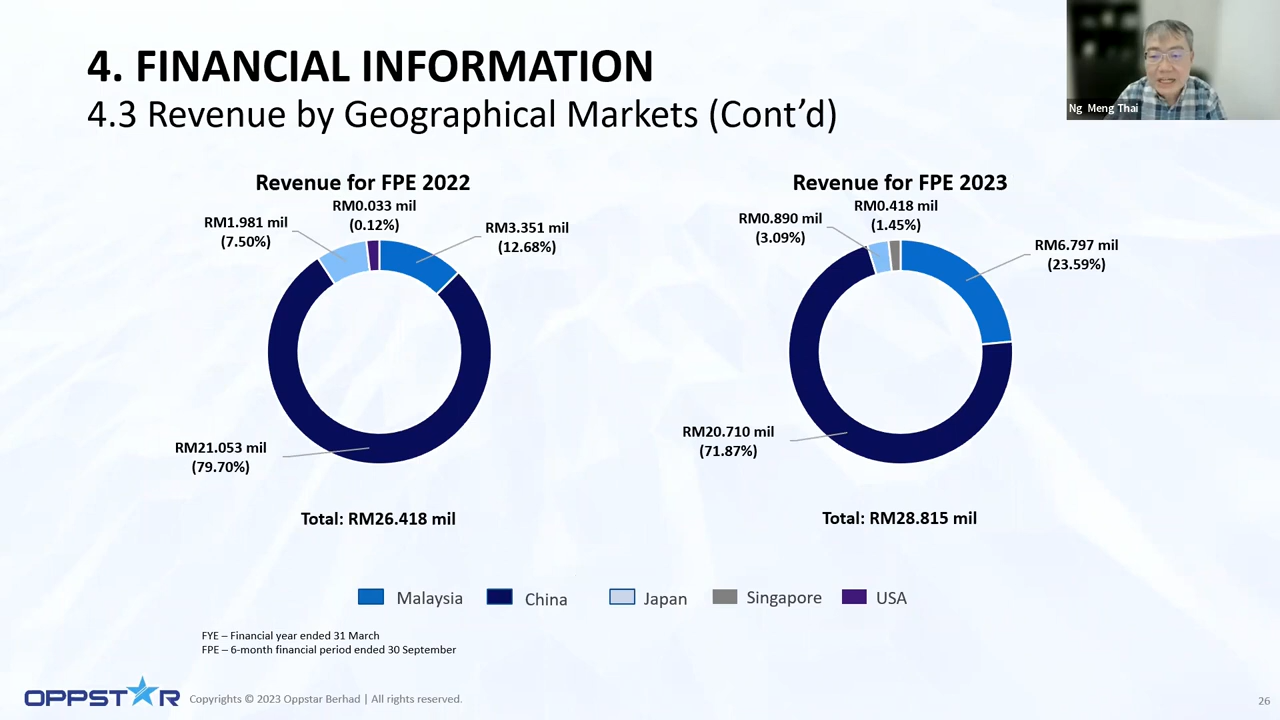 4. FINANCIAL INFORMATION
4.3 Revenue by Geographical Markets (Cont’d)
Ng Meng Thai
Revenue for FPE 2022
RM0.033 mil
(0.12%)
RM1.981 mil
(7.50%)
RM3.351 mil
(12.68%)
RM21.053 mil
(79.70%)
Total: RM26.418 mil
Revenue for FPE 2023
RM0.418 mil
(1.45%)
RM0.890 mil
(3.09%)
RM6.797 mil
(23.59%)
RM20.710 mil
(71.87%)
Total: RM28.815 mil
Malaysia China Japan Singapore USA
FYE – Financial year ended 31 March
FPE – 6-month financial period ended 30 September
OPPSTAR Copyrights © 2023 Oppstar Berhad | All rights reserved. 26